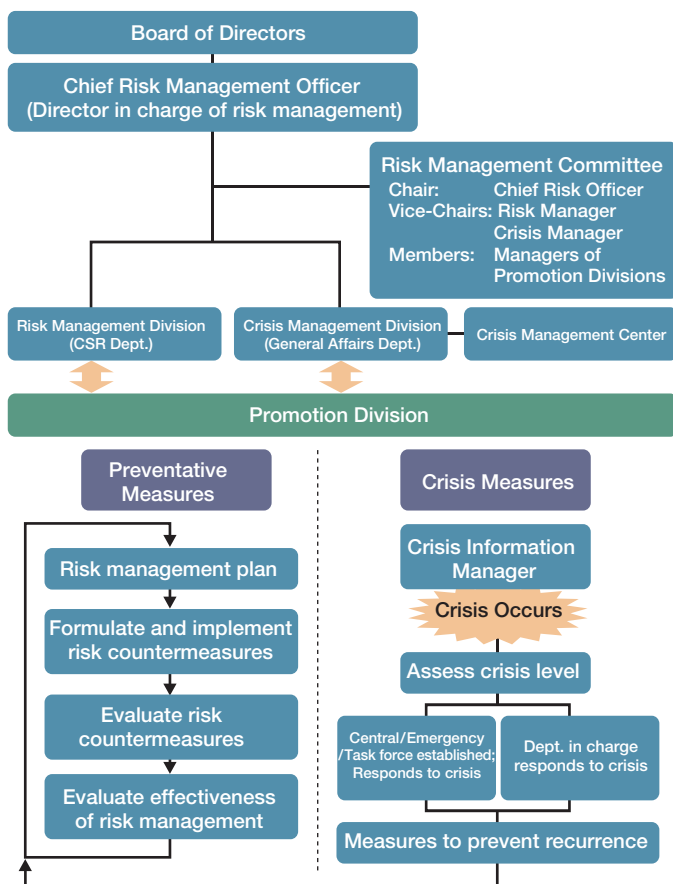 Board of Directors
Chief Risk Management Officer
(Director in charge of risk management)
Risk Management Committee
Chair: Chief Risk Officer
Vice-Chairs: Risk Manager
Crisis Manager
Members: Managers of
Promotion Divisions
Risk Management Division
(CSR Dept.)
Crisis Management Division
(General Affairs Dept.)
Crisis Management Center
Promotion Division
Preventative
Measures
Risk management plan
Formulate and implement
risk countermeasures
Evaluate risk
countermeasures
Evaluate effectiveness
of risk management
Crisis Measures
Crisis Information
Manager
Crisis Occurs
Assess crisis level
Central/Emergency
/Task force established;
Responds to crisis
Dept. in charge
responds to crisis
Measures to prevent recurrence